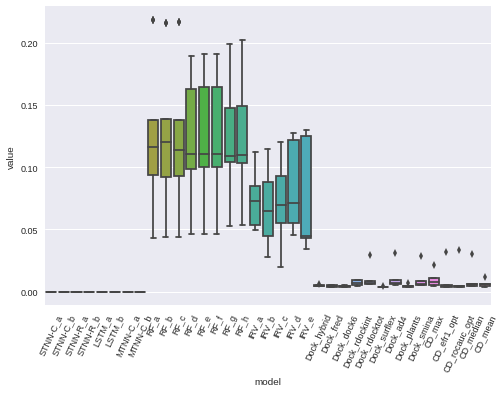 0.20
0.15
0.10
0.05
0.00
value
STNN-C_a
STNN-C_b
STNN-R_a
STNN-R_b
LSTM_a
LSTM_b
MTNN-C_a
MTNN-C_b
RF_a
RF_b
RF_c
RF_d
RF_e
RF_f
RF_g
RF_h
IRV_a
IRV_b
IRV_c
IRV_d
IRV_e
Dock_hybrid
Dock_fred
Dock_dock6
Dock_rdockint
Dock_rdocktot
Dock_surflex
Dock_ad4
Dock_plants
Dock_smina
CD_max
CD_efr1_opt
CD_rocauc_opt
CD_median
CD_mean
model